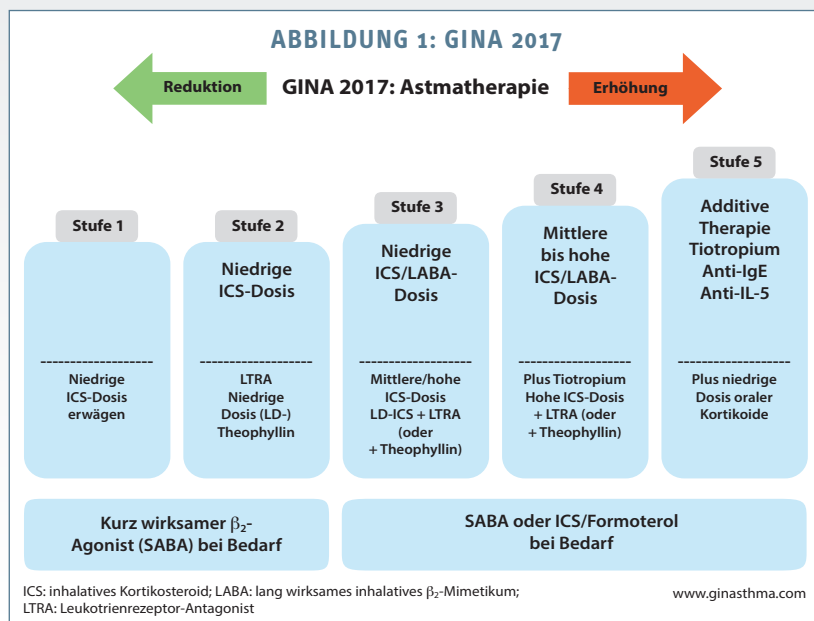 ABBILDUNG 1: GINA 2017
Reduktion
GINA 2017: Astmatherapie
Erhöhung
Stufe 1
Niedrige
ICS-Dosis
erwägen
Stufe 2
Niedrige
ICS-Dosis
LTRA
Niedrige
Dosis (LD-)
Theophyllin
Stufe 3
Niedrige
ICS/LABA-
Dosis
Mittlere/hohe
ICS-Dosis
LD-ICS + LTRA
(oder
+ Theophyllin)
Stufe 4
Mittlere
bis hohe
ICS/LABA-
Dosis
Plus Tiotropium
Hohe ICS-Dosis
+ LTRA (oder
+ Theophyllin)
Stufe 5
Additive
Therapie
Tiotropium
Anti-IgE
Anti-IL-5
Plus niedrige
Dosis oraler
Kortikoide
Kurz wirksamer β₂-
Agonist (SABA) bei Bedarf
SABA oder ICS/Formoterol
bei Bedarf
ICS: inhalatives Kortikosteroid; LABA: lang wirksames inhalatives β₂-Mimetikum;
LTRA: Leukotrienrezeptor-Antagonist
www.ginasthma.com